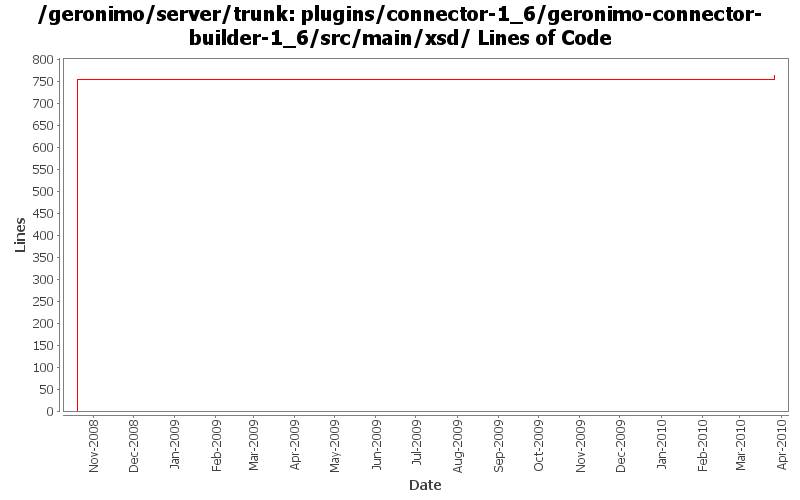 /geronimo/server/trunk: plugins/connector-1_6/geronimo-connector-
builder-1_6/src/main/xsd/ Lines of Code
800
750
700
650
600
550
500
450
400
350
300
250
200
150
100
50
0
Lines
Nov-2008
Dec-2008
Jan-2009
Feb-2009
Mar-2009
Apr-2009
May-2009
Jun-2009
Jul-2009
Aug-2009
Sep-2009
Oct-2009
Nov-2009
Dec-2009
Jan-2010
Feb-2010
Mar-2010
Apr-2010
Date